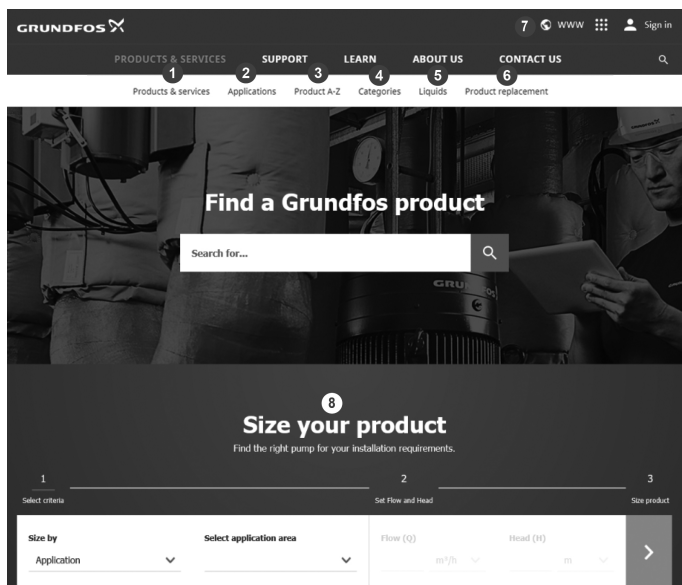 GRUNDFOS
7 WWW Sign in
PRODUCTS & SERVICES SUPPORT LEARN ABOUT US CONTACT US
1 2 3 4 5 6
Products & services Applications Product A-Z Categories Liquids Product replacement
Find a Grundfos product
Search for...
GRU
8
Size your product
Find the right pump for your installation requirements.
1 2 3
Select criteria Set Flow and Head Size product
Size by Select application area Flow (Q) Head (H)
Application m³/h m